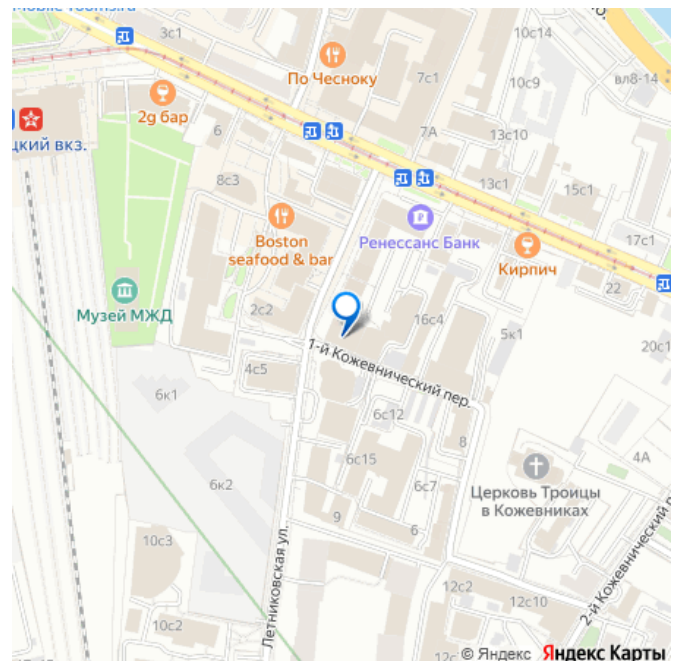 3с1
По Чесноку
7с1
10с14
10с9
вл8-14
2g бар
6
7А
13с10
цкий вкз.
8с3
13с1
15с1
Boston
seafood & bar
Ренессанс Банк
Кирпич
17с1
22
Музей МЖД
2с2
16с4
5к1
20с1
1-й Кожевнический пер.
4с5
6к1
6с12
8
4А
6с15
6к2
6с7
Церковь Троицы
в Кожевниках
9
6
10с3
Летниковская ул.
2-й Кожевнический п
12с2
12с10
10с2
© Яндекс Яндекс Карты